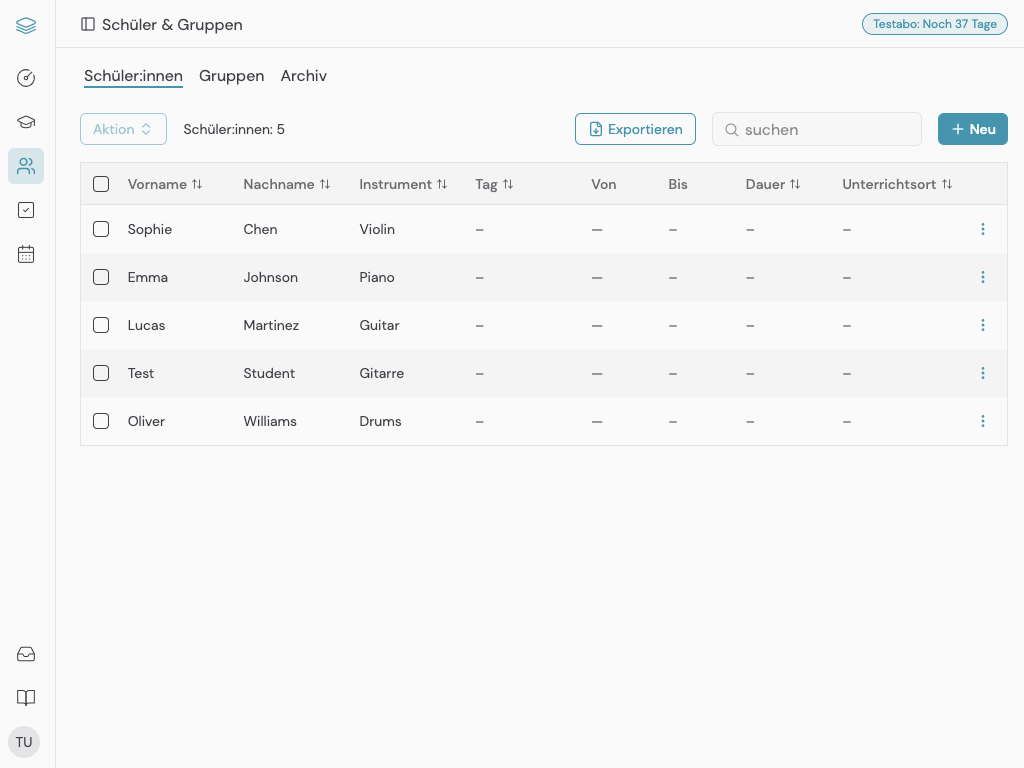 Schüler & Gruppen
Testabo: Noch 37 Tage
Schüler:innen Gruppen Archiv
Aktion Schüler:innen: 5 Exportieren suchen Neu
Vorname Nachname Instrument Tag Von Bis Dauer Unterrichtsort
Sophie Chen Violin – — – – –
Emma Johnson Piano – — – – –
Lucas Martinez Guitar – — – – –
Test Student Gitarre – — – – –
Oliver Williams Drums – — – – –
TU